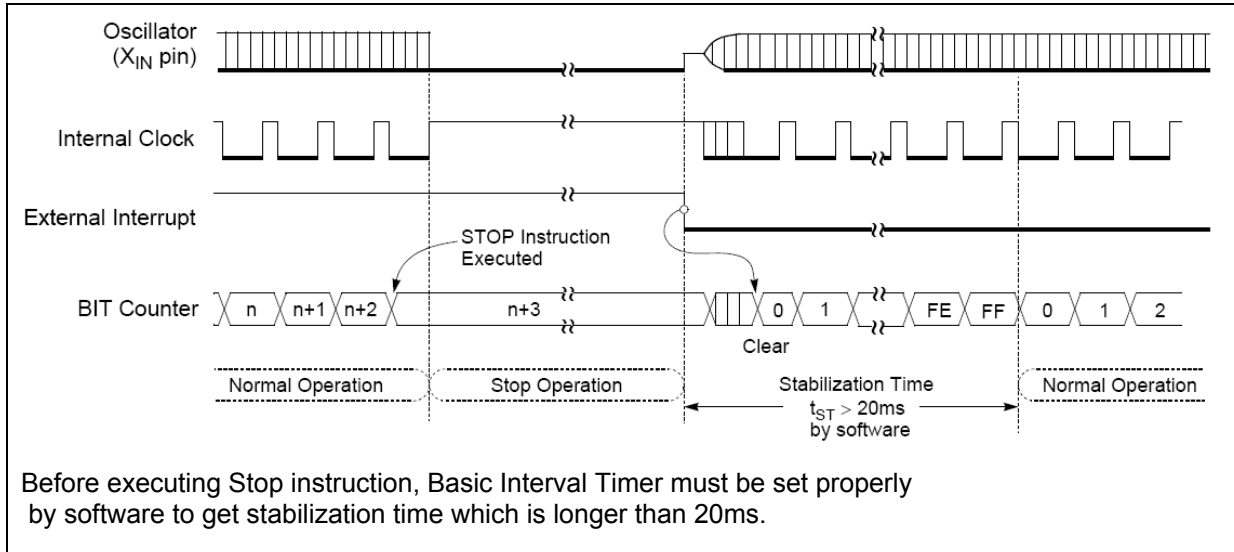 Oscillator
(XIN pin)
Internal Clock
External Interrupt
STOP Instruction
Executed
BIT Counter
n n+1 n+2 n+3 0 1 FE FF 0 1 2
Clear
Normal Operation Stop Operation Stabilization Time Normal Operation
tST > 20ms
by software
Before executing Stop instruction, Basic Interval Timer must be set properly
by software to get stabilization time which is longer than 20ms.